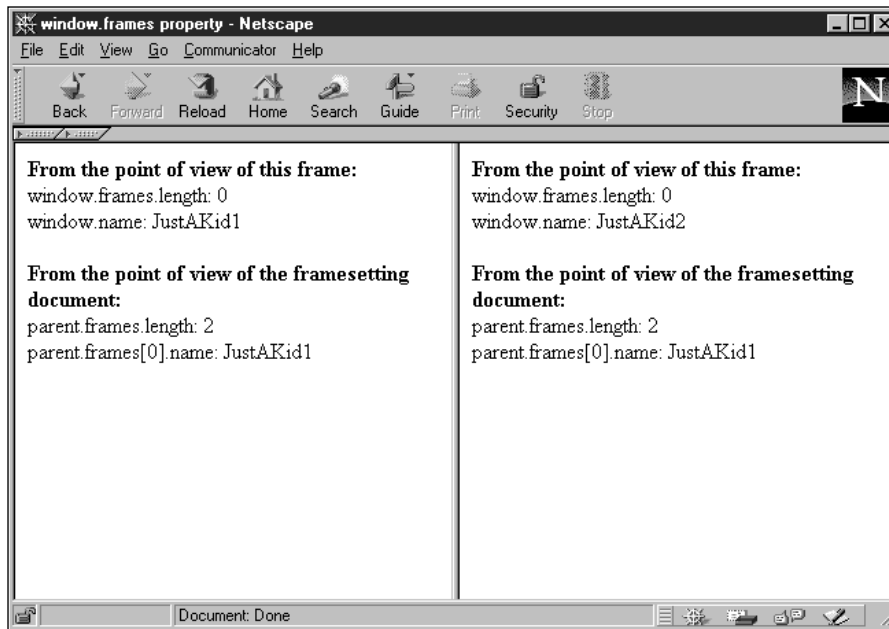 window.frames property - Netscape
File Edit View Go Communicator Help
Back Forward Reload Home Search Guide Print Security Stop
N
From the point of view of this frame:
window.frames.length: 0
window.name: JustAKid1
From the point of view of the framesetting
document:
parent.frames.length: 2
parent.frames[0].name: JustAKid1
From the point of view of this frame:
window.frames.length: 0
window.name: JustAKid2
From the point of view of the framesetting
document:
parent.frames.length: 2
parent.frames[0].name: JustAKid1
Document: Done